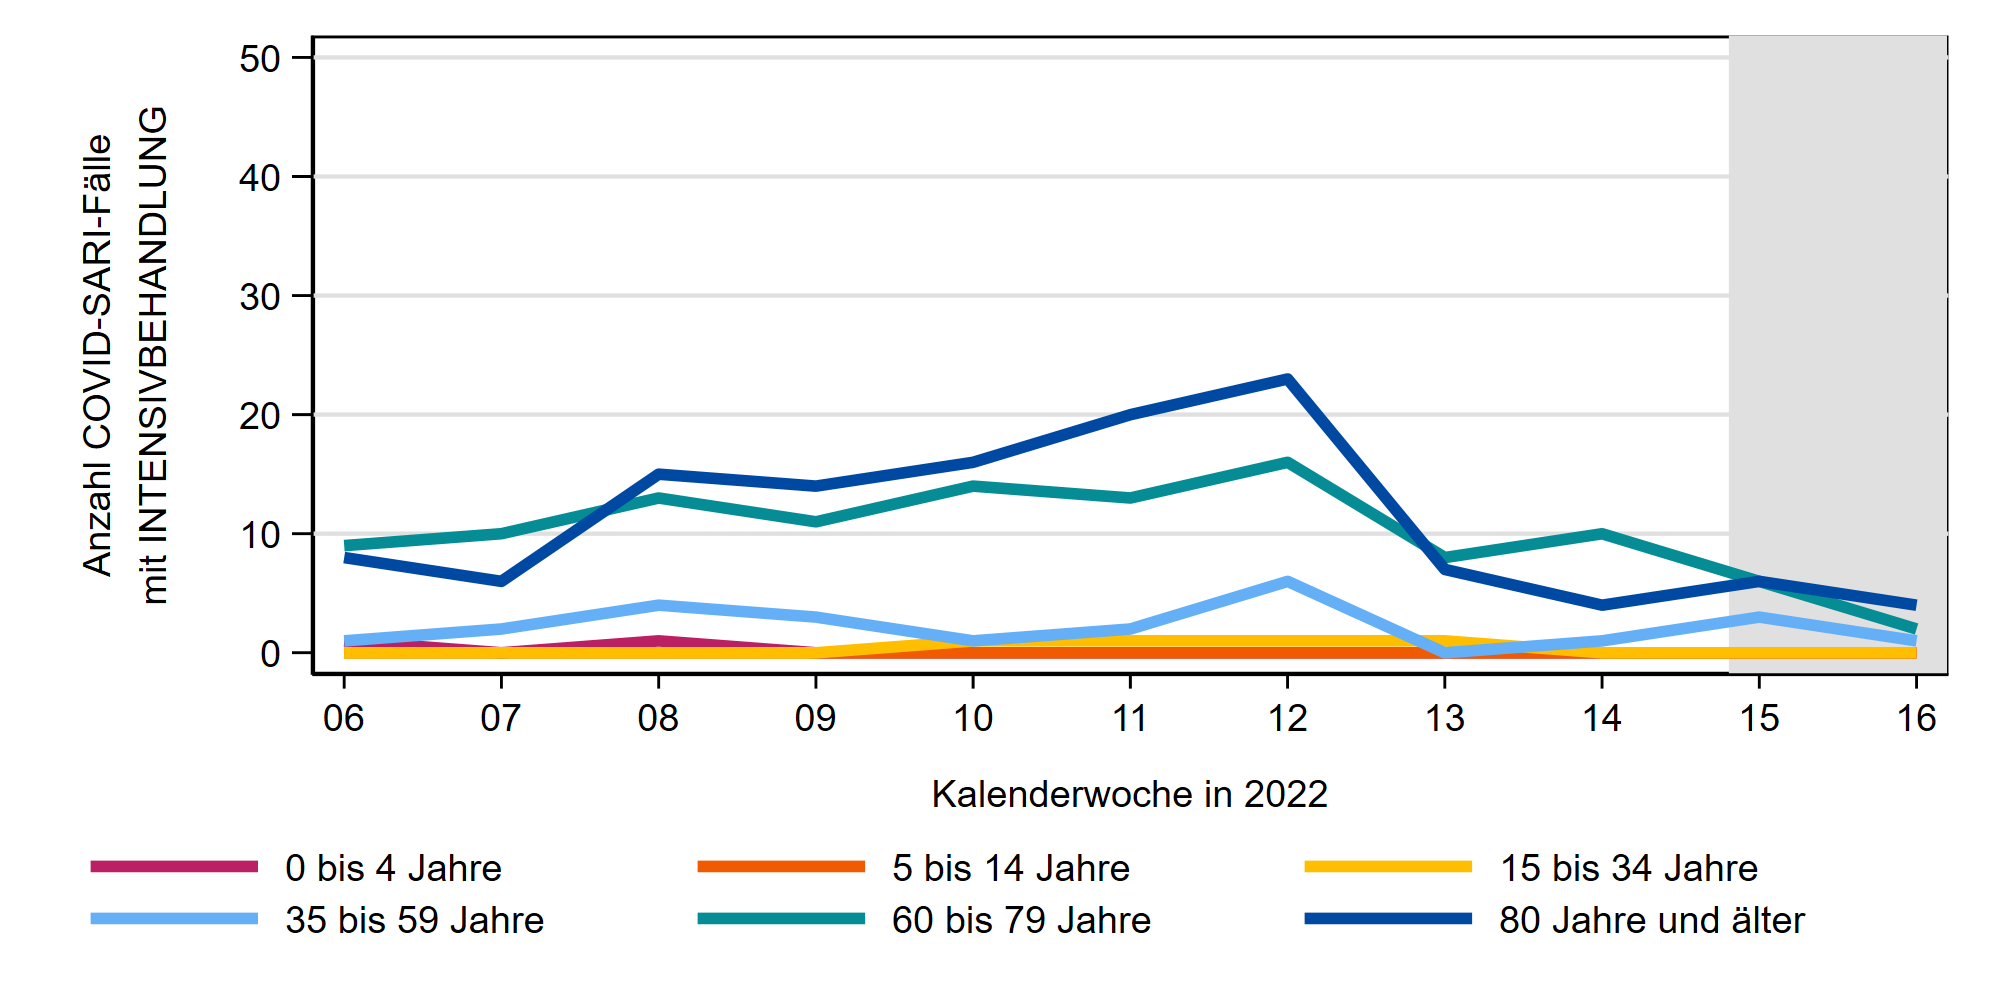 Anzahl COVID-SARI-Fälle
mit INTENSIVBEHANDLUNG
50
40
30
20
10
0
06 07 08 09 10 11 12 13 14 15 16
Kalenderwoche in 2022
0 bis 4 Jahre 5 bis 14 Jahre 15 bis 34 Jahre
35 bis 59 Jahre 60 bis 79 Jahre 80 Jahre und älter